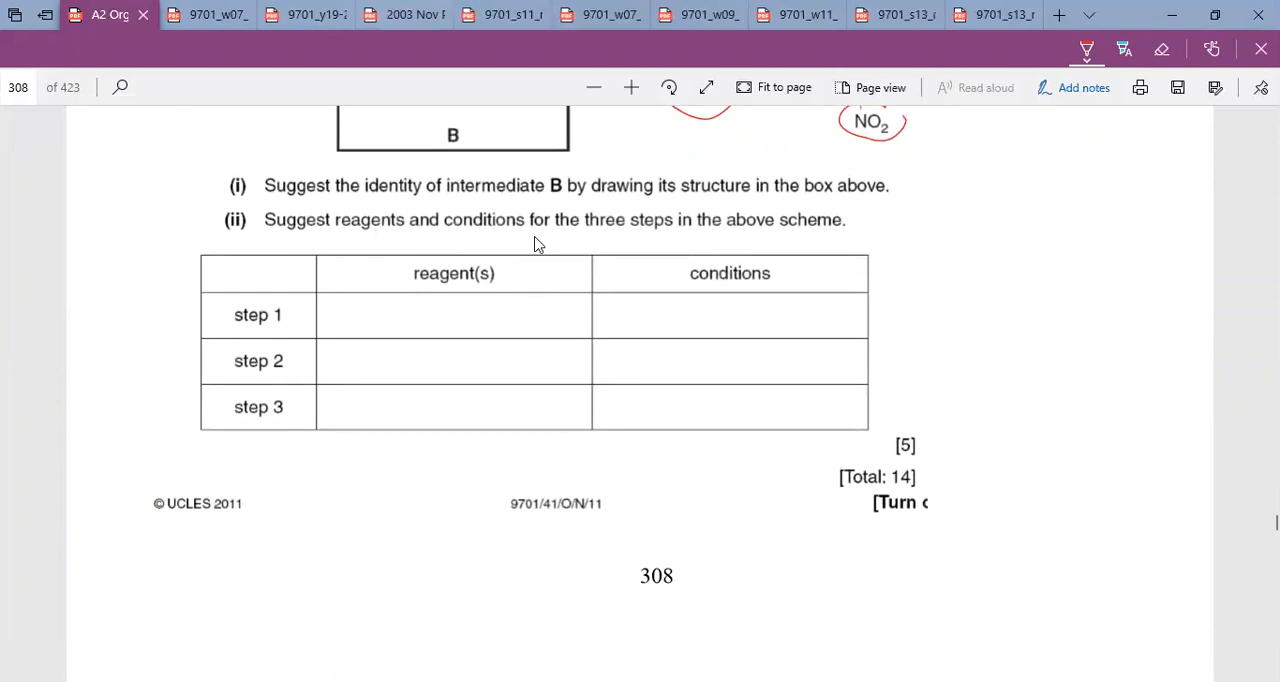 A2 Org
9701_w07_
9701_y19-2
2003 Nov F
9701_s11_r
9701_w07_
9701_w09_
9701_w11_
9701_s13_r
9701_s13_r
308 of 423
Fit to page
Page view
Read aloud
Add notes
B
NO2
(i) Suggest the identity of intermediate B by drawing its structure in the box above.
(ii) Suggest reagents and conditions for the three steps in the above scheme.
reagent(s) conditions
step 1
step 2
step 3
[5]
[Total: 14]
© UCLES 2011 9701/41/O/N/11 [Turn o
308